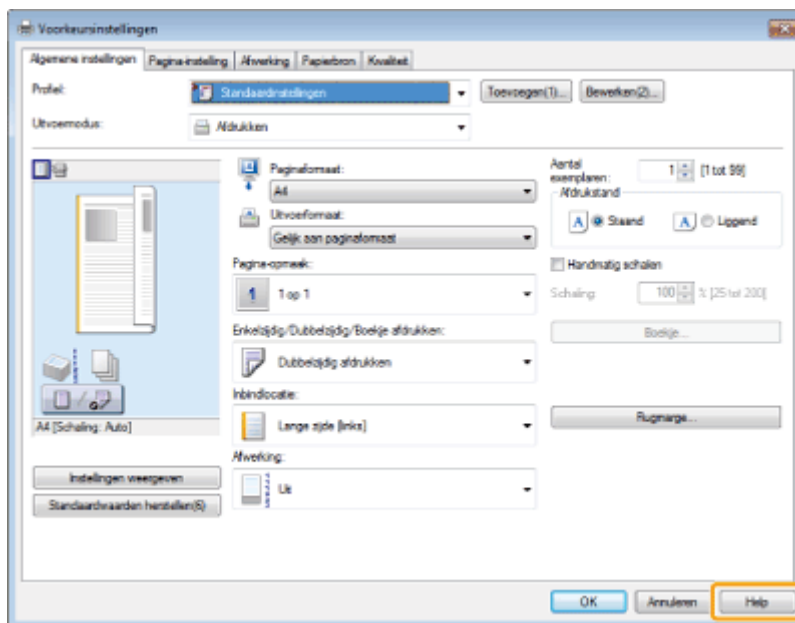 Voorkeursinstellingen
Algemene instellingen Pagina-instelling Afwerking Papierbron Kwaliteit
Profiel: Standaardinstellingen Toevoegen(1)... Bewerken(2)...
Uitvoermodus: Afdrukken
Paginaformaat:
A4
Uitvoerformaat:
Gelijk aan paginaformaat
Pagina-opmaak:
1 1 op 1
Enkelzijdig/Dubbelzijdig/Boekje afdrukken:
Dubbelzijdig afdrukken
Inbindlocatie:
Lange zijde [links]
Afwerking:
Uit
Aantal exemplaren: 1 [1 tot 99]
Afdrukstand
A Staand A Liggend
Handmatig schalen
Schaling: 100 % [25 tot 200]
Boekje...
Rugmarge...
A4 [Schaling: Auto]
Instellingen weergeven
Standaardwaarden herstellen(6)
OK Annuleren Help